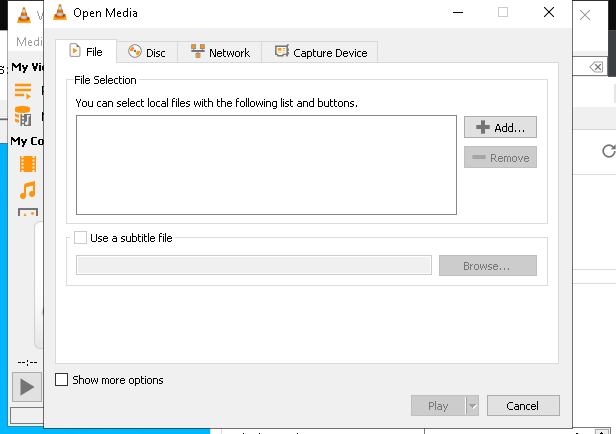 Open Media
Medi
File
Disc
Network
Capture Device
My Vi
File Selection
You can select local files with the following list and buttons.
Add...
Remove
My Co
Use a subtitle file
Browse...
--:--
Show more options
Play
Cancel